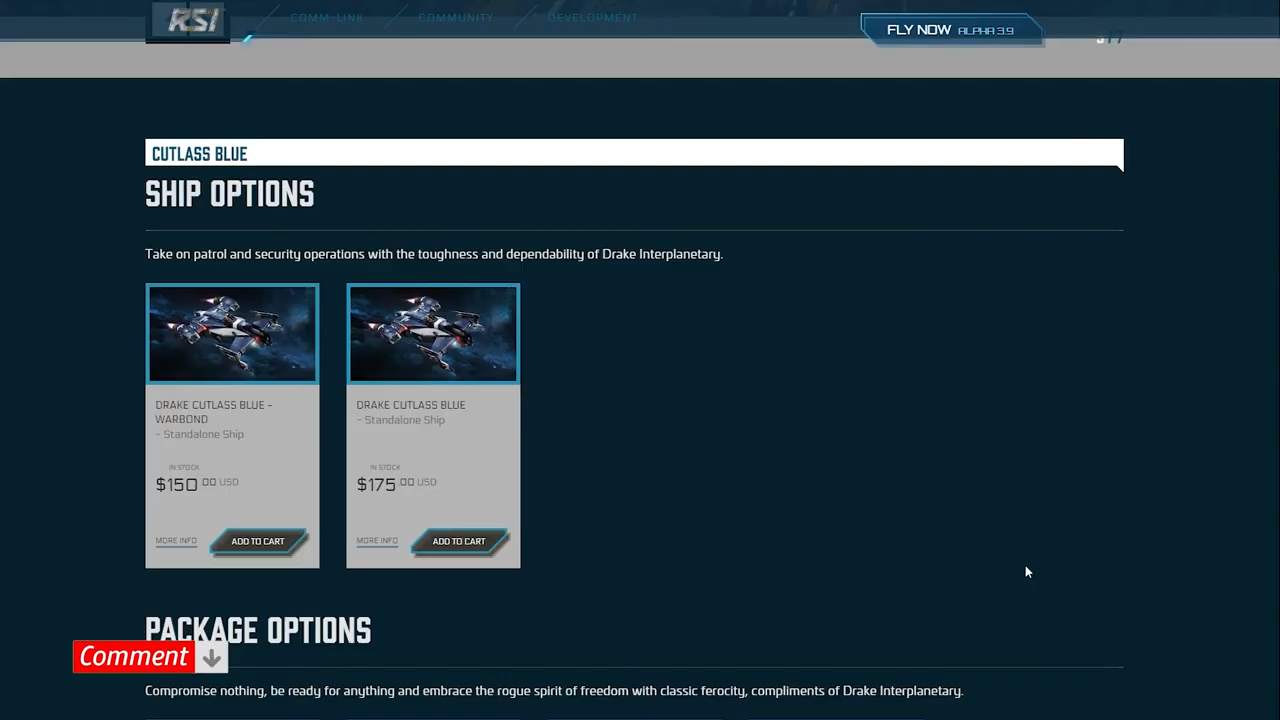 RSI
COMM-LINK
COMMUNITY
DEVELOPMENT
FLY NOW ALPHA 3.9
CUTLASS BLUE
SHIP OPTIONS
Take on patrol and security operations with the toughness and dependability of Drake Interplanetary.
DRAKE CUTLASS BLUE -
WARBOND
- Standalone Ship
IN STOCK
$150 00 USD
MORE INFO
ADD TO CART
DRAKE CUTLASS BLUE
- Standalone Ship
IN STOCK
$175 00 USD
MORE INFO
ADD TO CART
PACKAGE OPTIONS
Comment
Compromise nothing, be ready for anything and embrace the rogue spirit of freedom with classic ferocity, compliments of Drake Interplanetary.